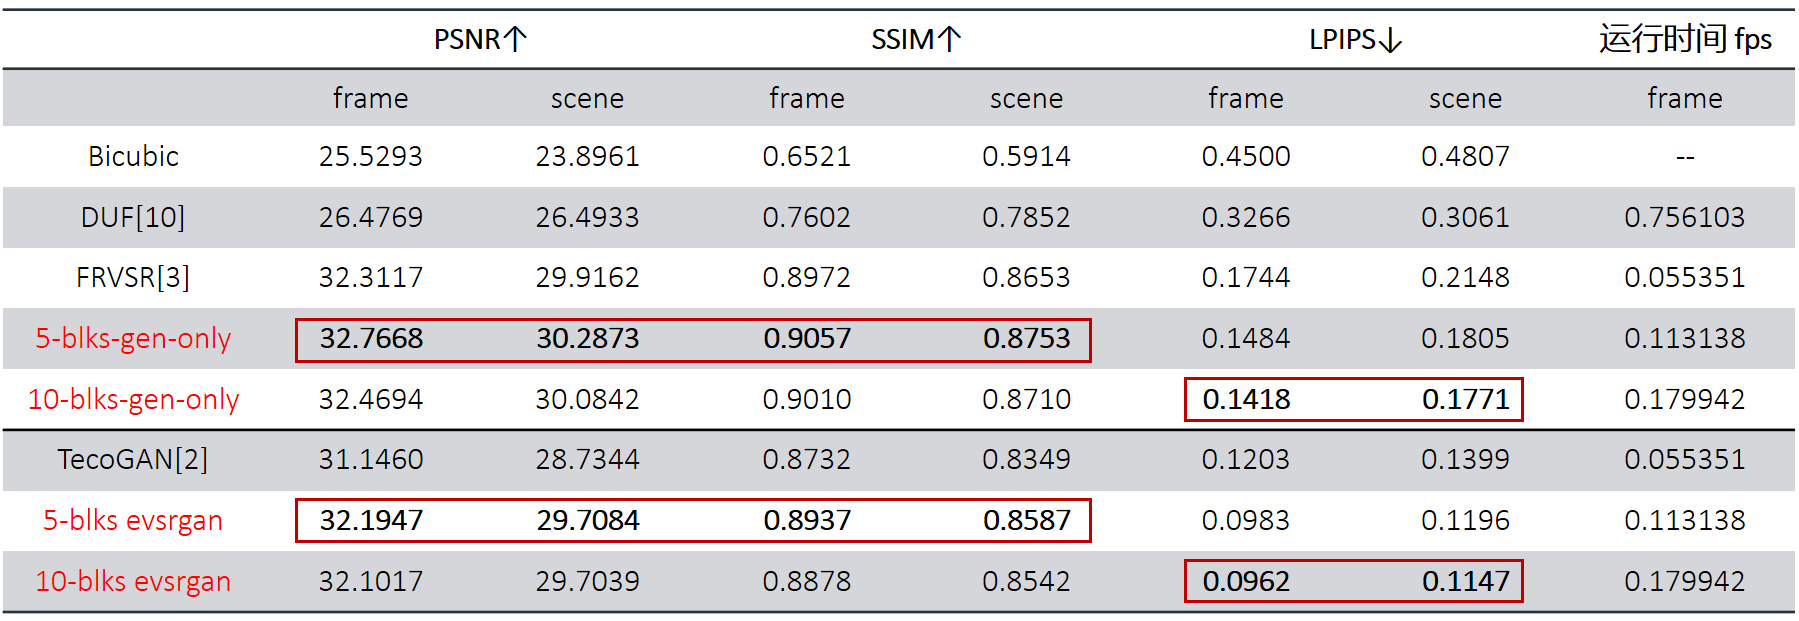 PSNR↑ SSIM↑ LPIPS↓ 运行时间 fps
frame scene frame scene frame scene frame
Bicubic 25.5293 23.8961 0.6521 0.5914 0.4500 0.4807 --
DUF[10] 26.4769 26.4933 0.7602 0.7852 0.3266 0.3061 0.756103
FRVSR[3] 32.3117 29.9162 0.8972 0.8653 0.1744 0.2148 0.055351
5-blks-gen-only 32.7668 30.2873 0.9057 0.8753 0.1484 0.1805 0.113138
10-blks-gen-only 32.4694 30.0842 0.9010 0.8710 0.1418 0.1771 0.179942
TecoGAN[2] 31.1460 28.7344 0.8732 0.8349 0.1203 0.1399 0.055351
5-blks evsrgan 32.1947 29.7084 0.8937 0.8587 0.0983 0.1196 0.113138
10-blks evsrgan 32.1017 29.7039 0.8878 0.8542 0.0962 0.1147 0.179942